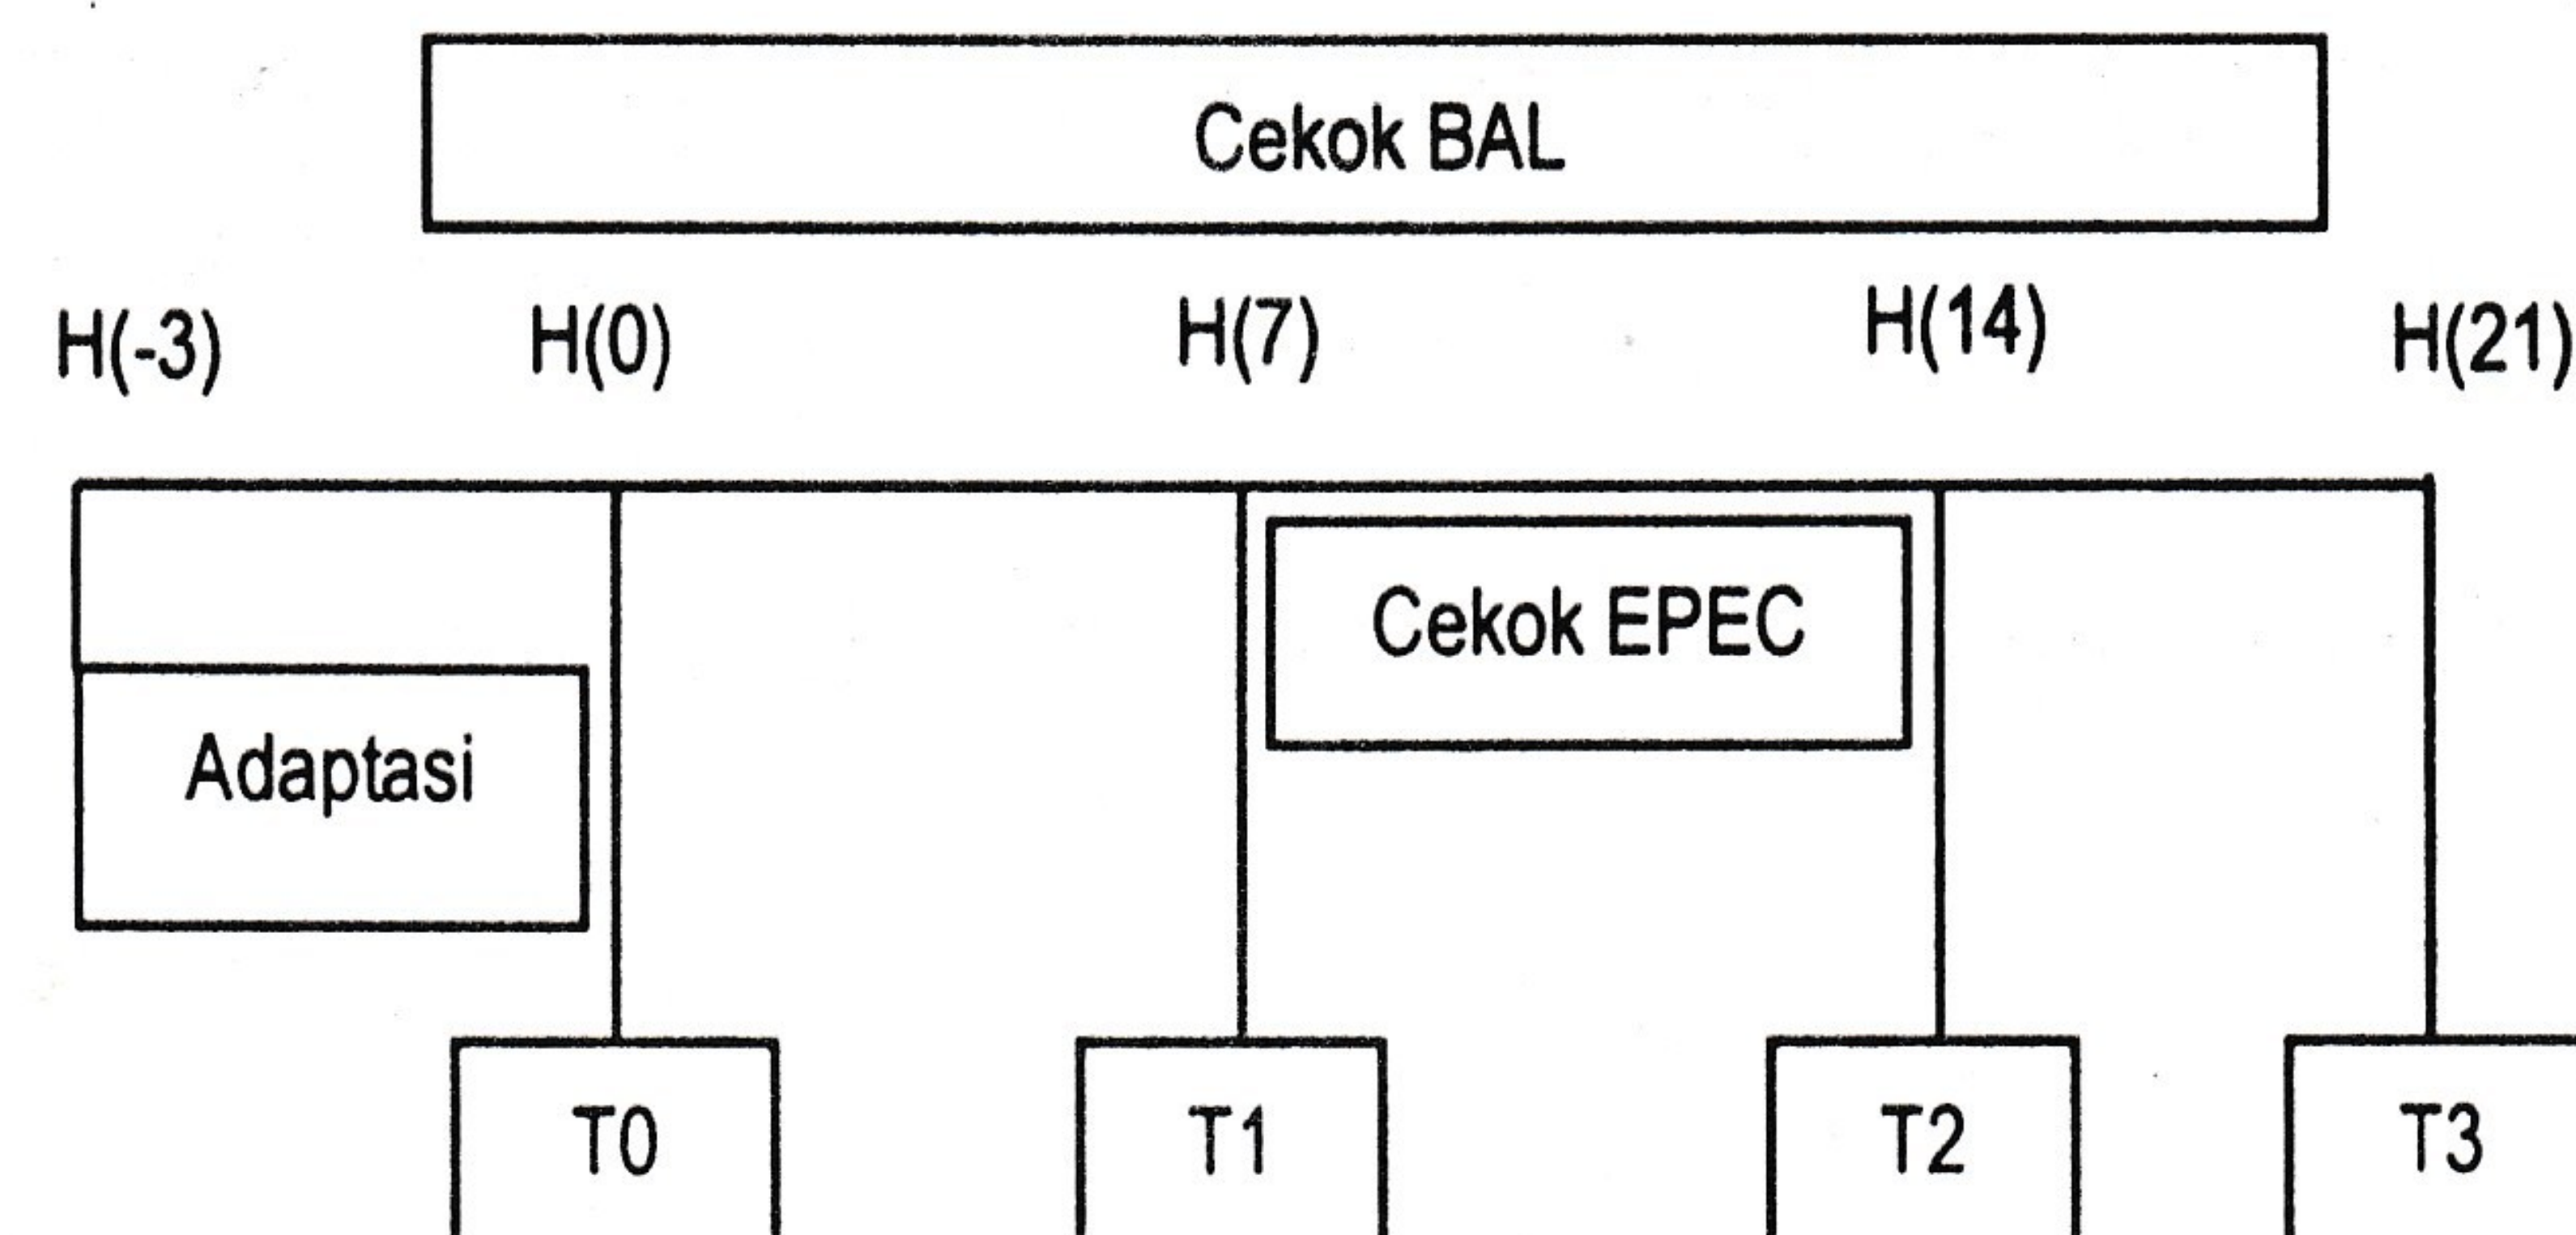 Cekok BAL
H(-3) H(0) H(7) H(14) H(21)
Cekok EPEC
Adaptasi
T0 T1 T2 T3